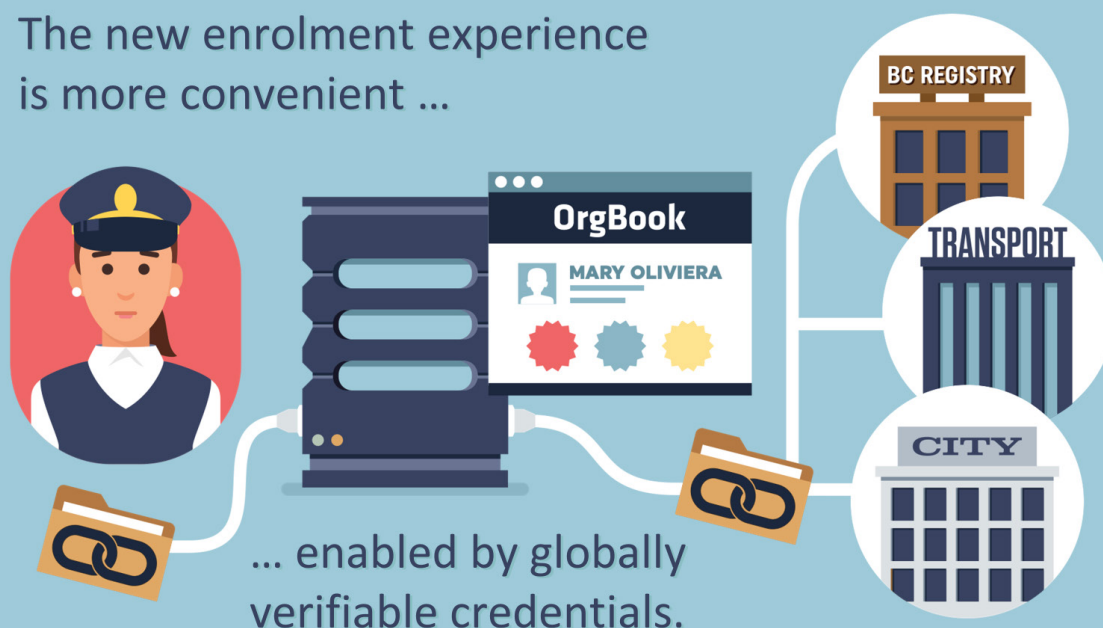 The new enrolment experience
is more convenient ...
BC REGISTRY
OrgBook
MARY OLIVIERA
TRANSPORT
CITY
... enabled by globally
verifiable credentials.